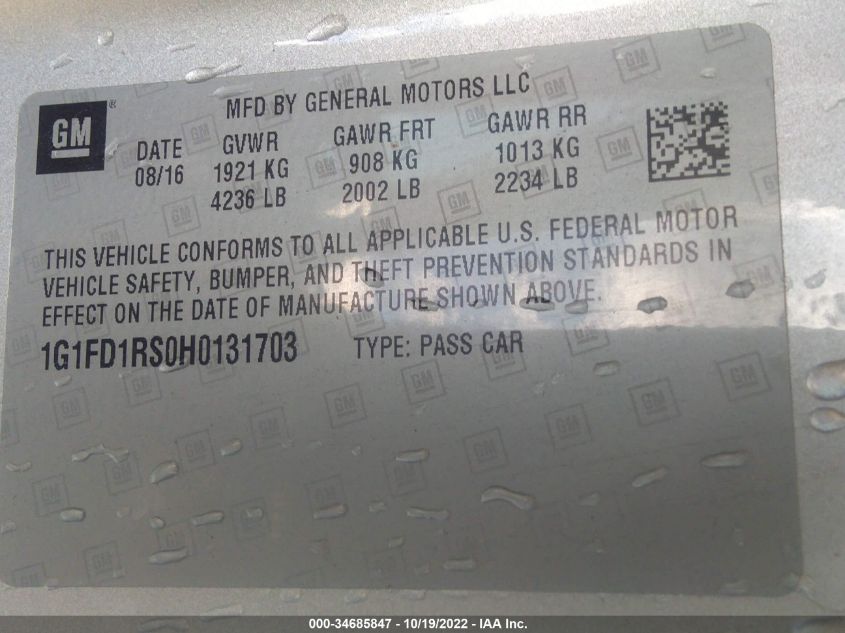 GM
®
MFD BY GENERAL MOTORS LLC
DATE GVWR GAWR FRT GAWR RR
08/16 1921 KG 908 KG 1013 KG
4236 LB 2002 LB 2234 LB
THIS VEHICLE CONFORMS TO ALL APPLICABLE U.S. FEDERAL MOTOR
VEHICLE SAFETY, BUMPER, AND THEFT PREVENTION STANDARDS IN
EFFECT ON THE DATE OF MANUFACTURE SHOWN ABOVE.
1G1FD1RS0H0131703 TYPE: PASS CAR
000-34685847 - 10/19/2022 - IAA Inc.